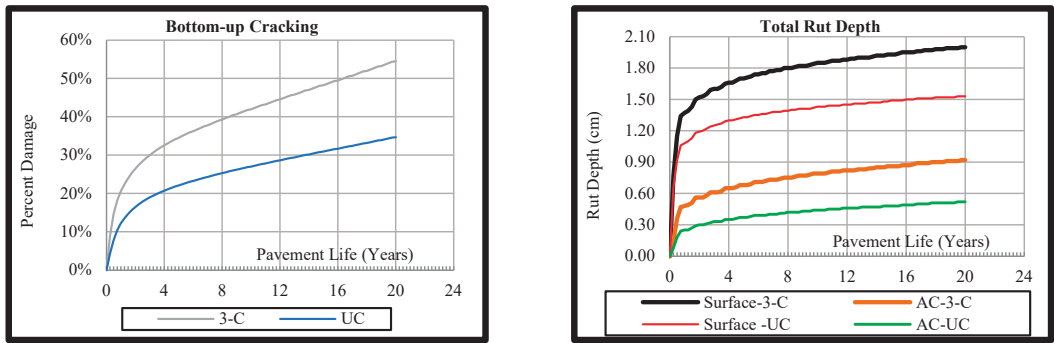 Bottom-up Cracking
60%
50%
40%
30%
20%
10%
0%
Percent Damage
Pavement Life (Years)
0 4 8 12 16 20 24
3-C UC
Total Rut Depth
2.10
1.80
1.50
1.20
0.90
0.60
0.30
0.00
Rut Depth (cm)
Pavement Life (Years)
0 4 8 12 16 20 24
Surface-3-C AC-3-C
Surface -UC AC-UC